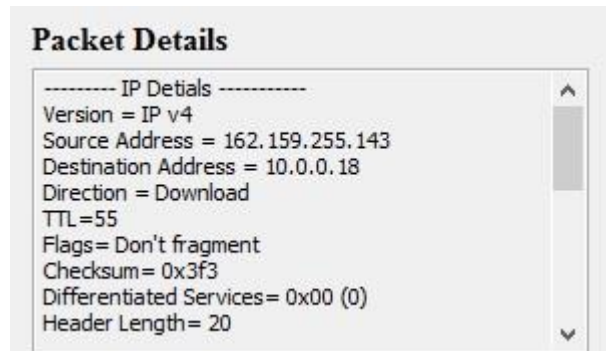 Packet Details
--------- IP Detials -----------
Version = IP v4
Source Address = 162.159.255.143
Destination Address = 10.0.0.18
Direction = Download
TTL=55
Flags= Don't fragment
Checksum= 0x3f3
Differentiated Services= 0x00 (0)
Header Length= 20